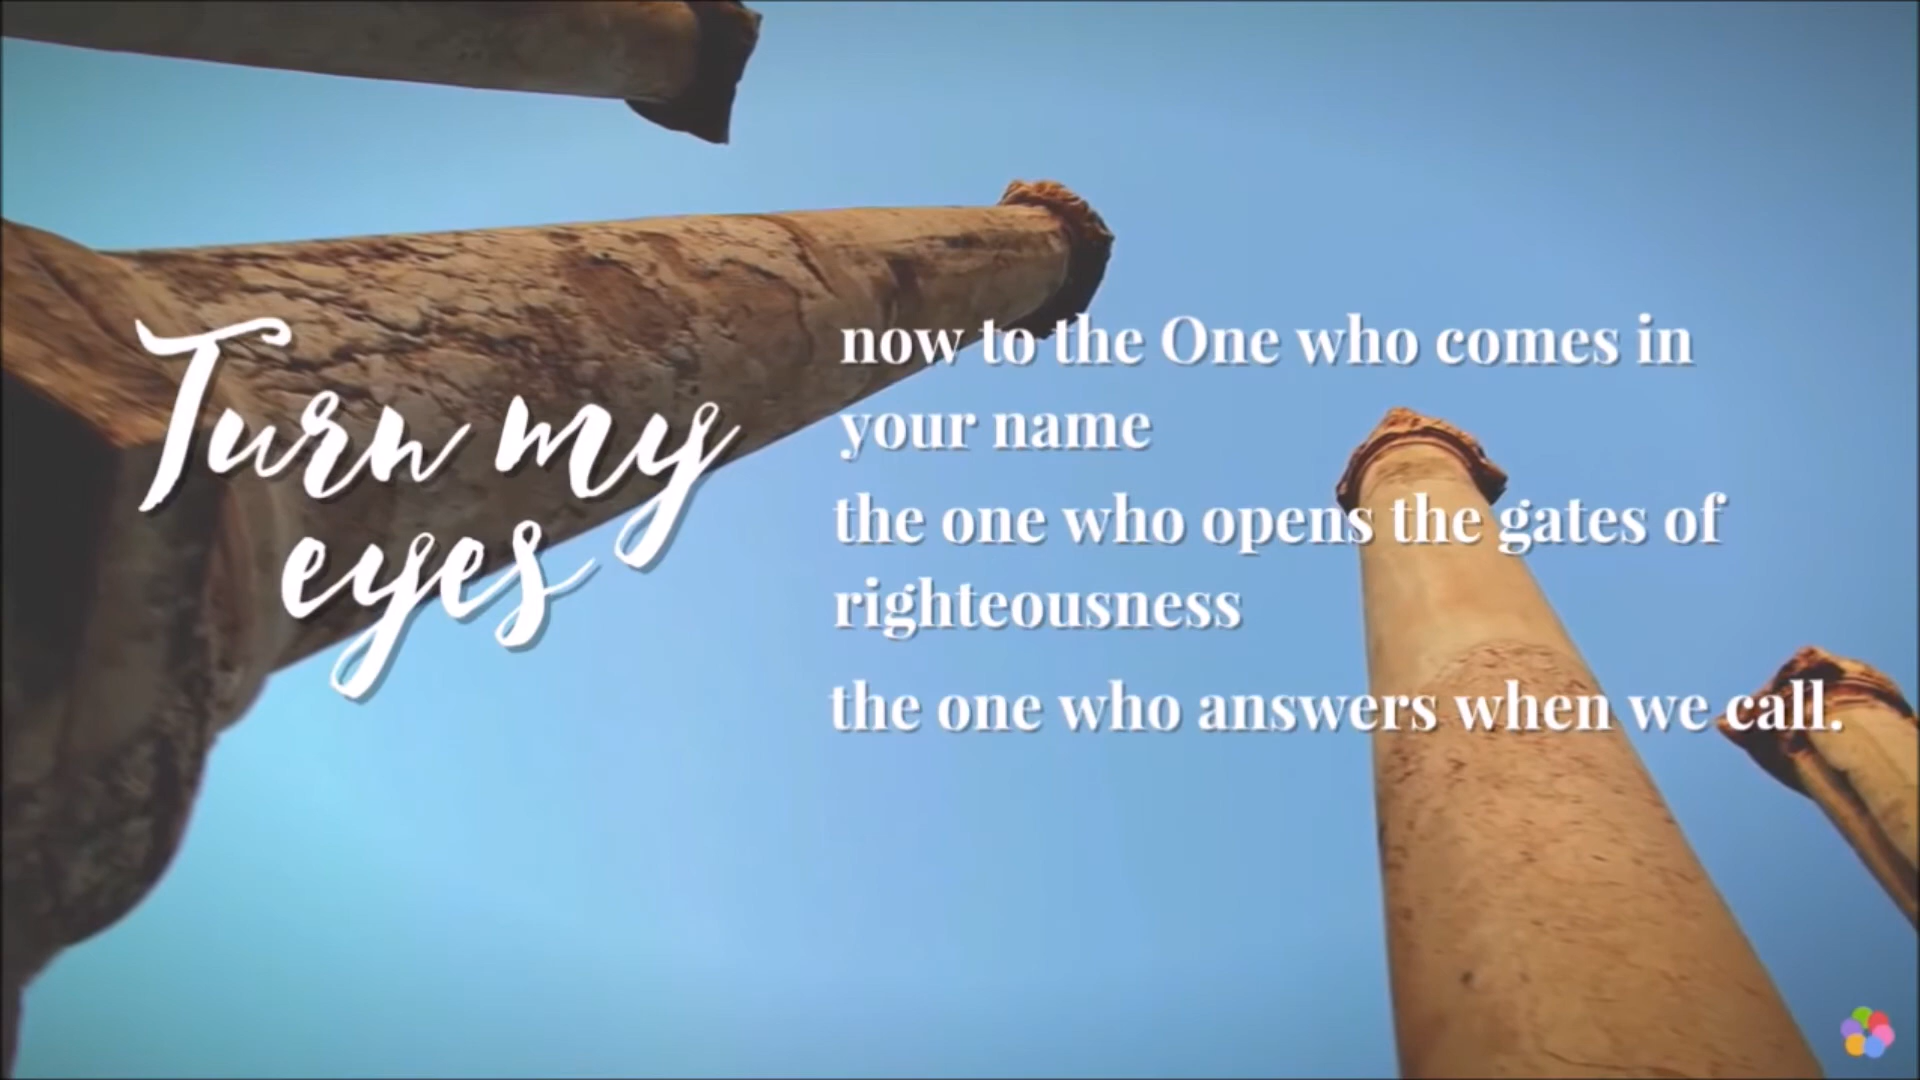 Turn my
eyes
now to the One who comes in
your name
the one who opens the gates of
righteousness
the one who answers when we call.